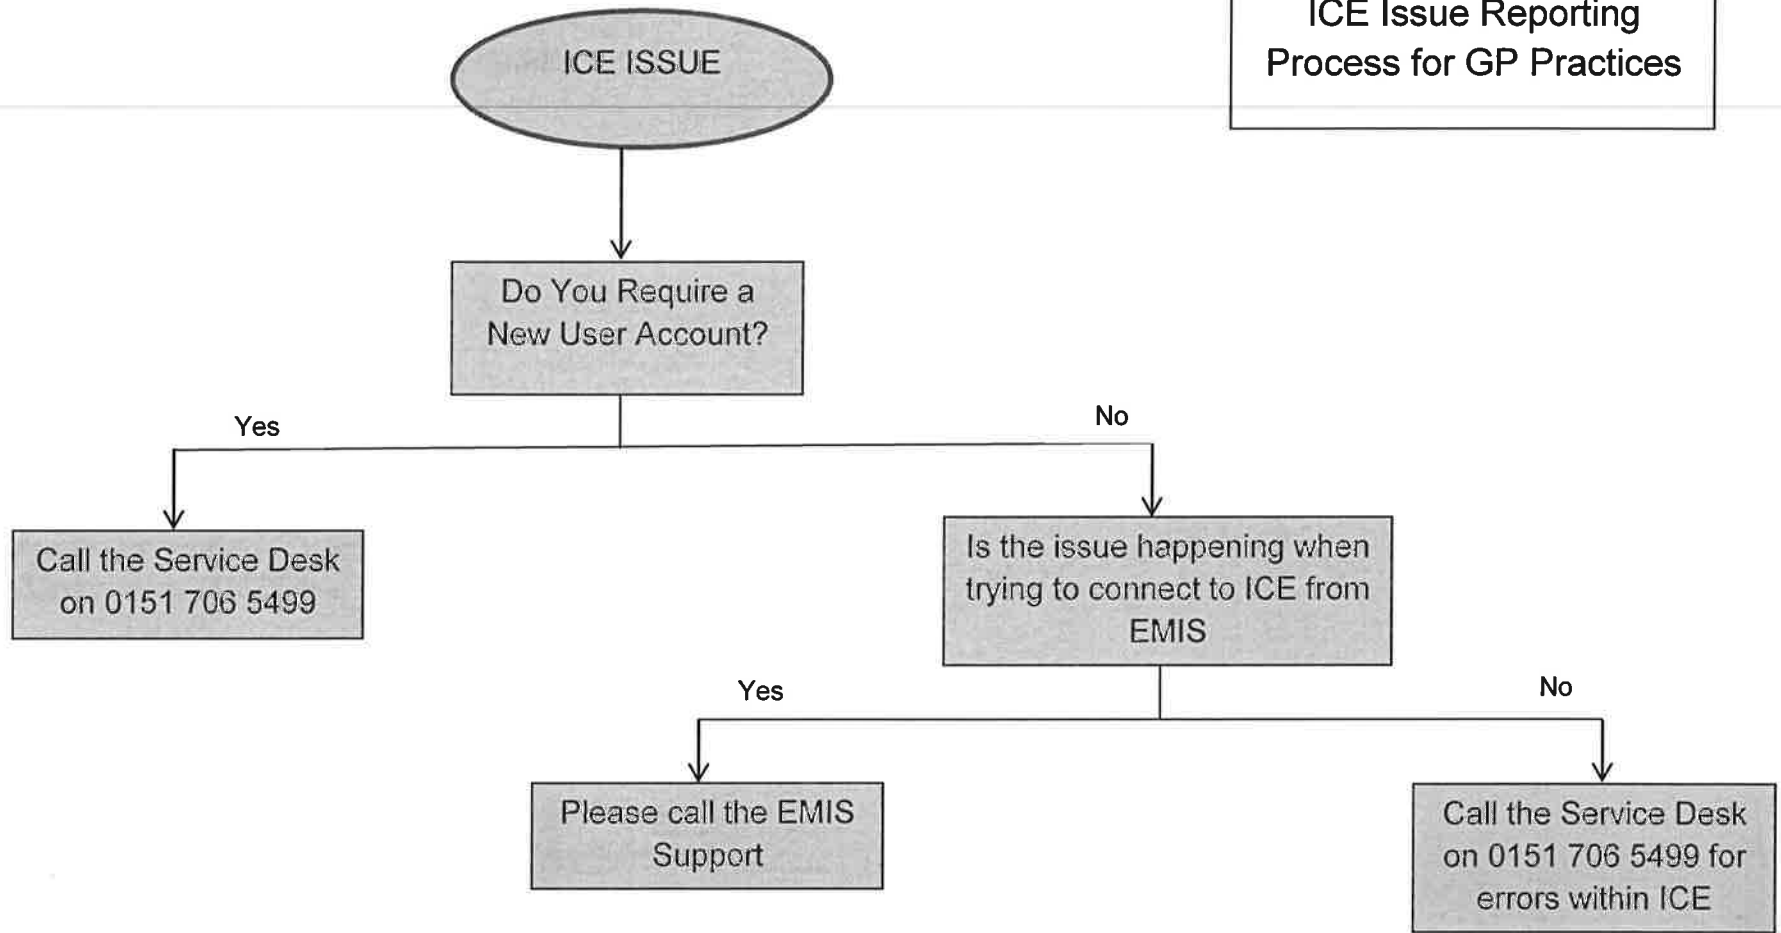 ICE Issue Reporting
Process for GP Practices
ICE ISSUE
Do You Require a
New User Account?
Yes
No
Call the Service Desk
on 0151 706 5499
Is the issue happening when
trying to connect to ICE from
EMIS
Yes
No
Please call the EMIS
Support
Call the Service Desk
on 0151 706 5499 for
errors within ICE